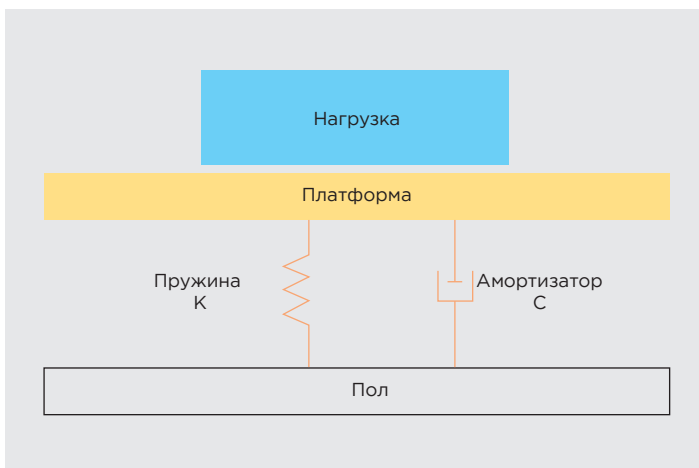 Нагрузка
Платформа
Пружина
К
Амортизатор
С
Пол